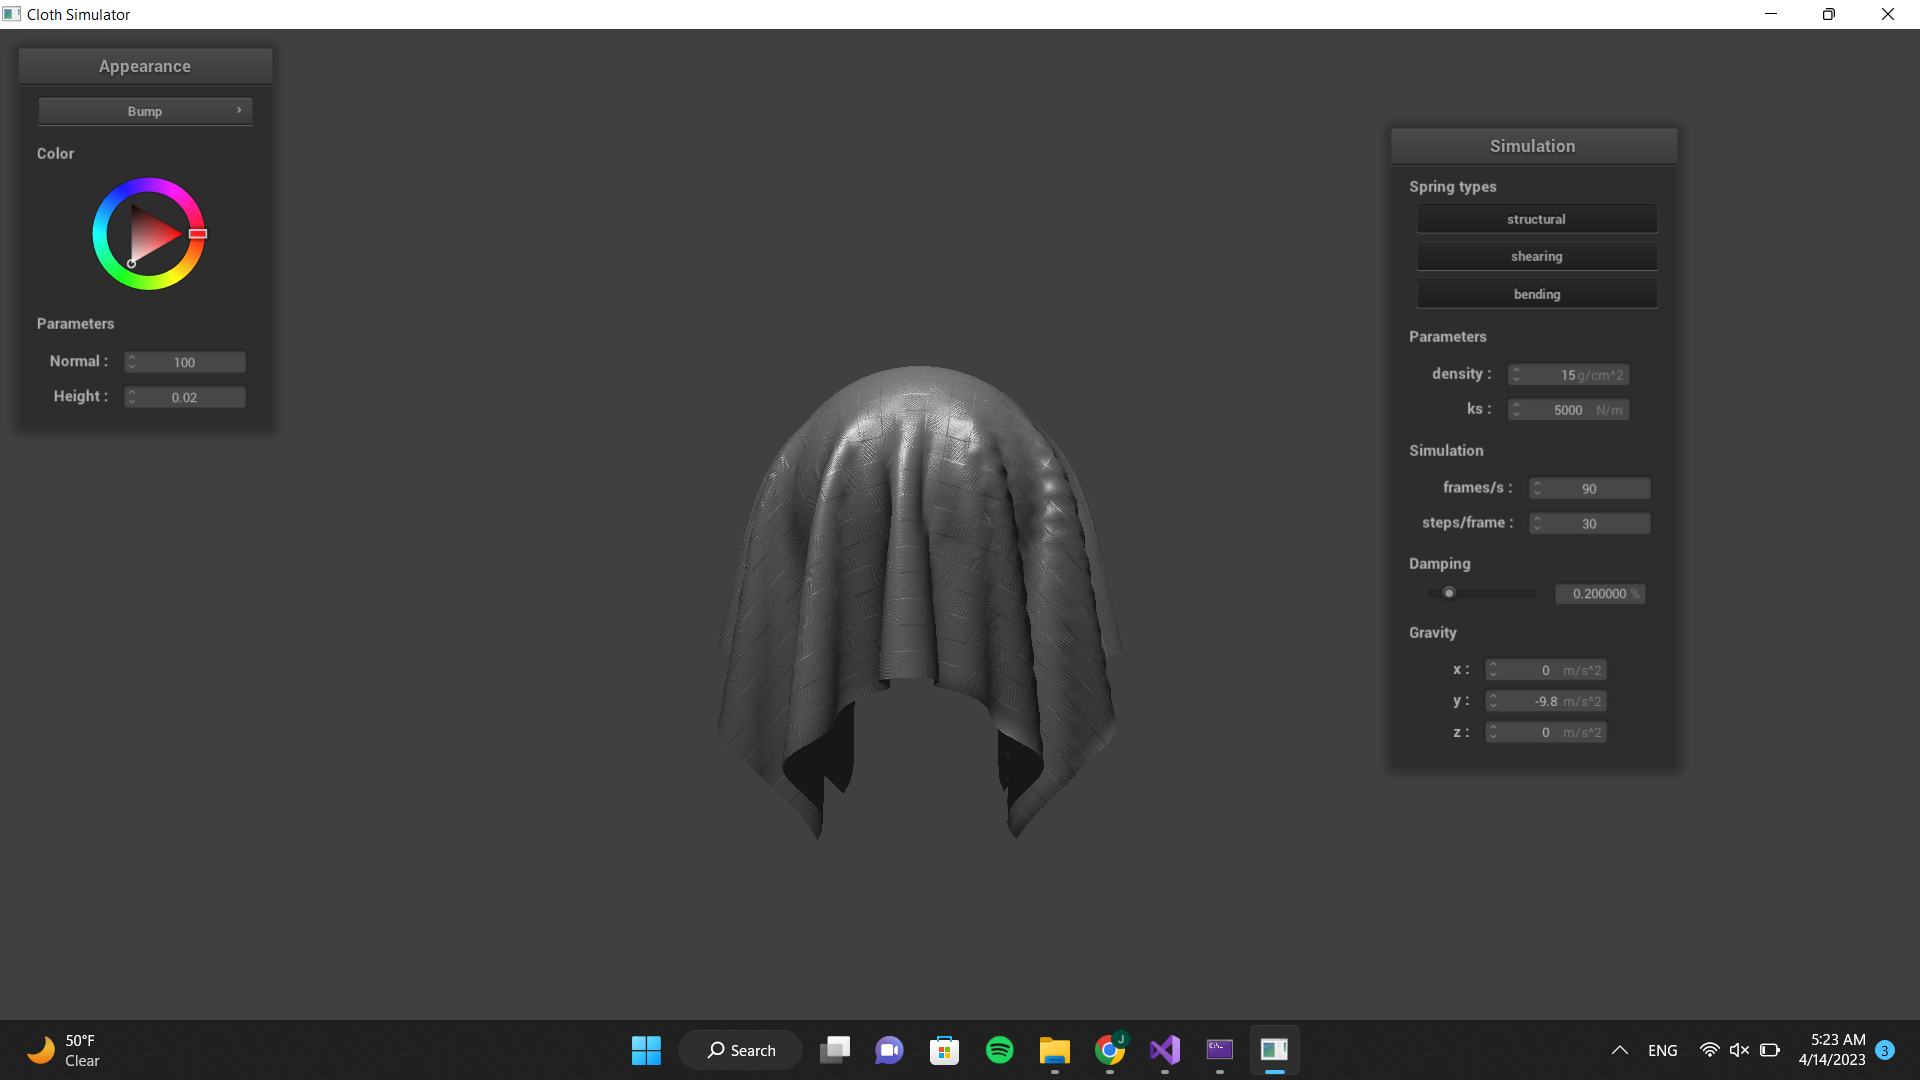 Cloth Simulator
Appearance
Bump
Color
Parameters
Normal : 100
Height : 0.02
Simulation
Spring types
structural
shearing
bending
Parameters
density : 15 g/cm^2
ks : 5000 N/m
Simulation
frames/s : 90
steps/frame : 30
Damping
0.200000 %
Gravity
x : 0 m/s^2
y : -9.8 m/s^2
z : 0 m/s^2
50°F
Clear
Search
J
C:\_
ENG
5:23 AM
4/14/2023
3